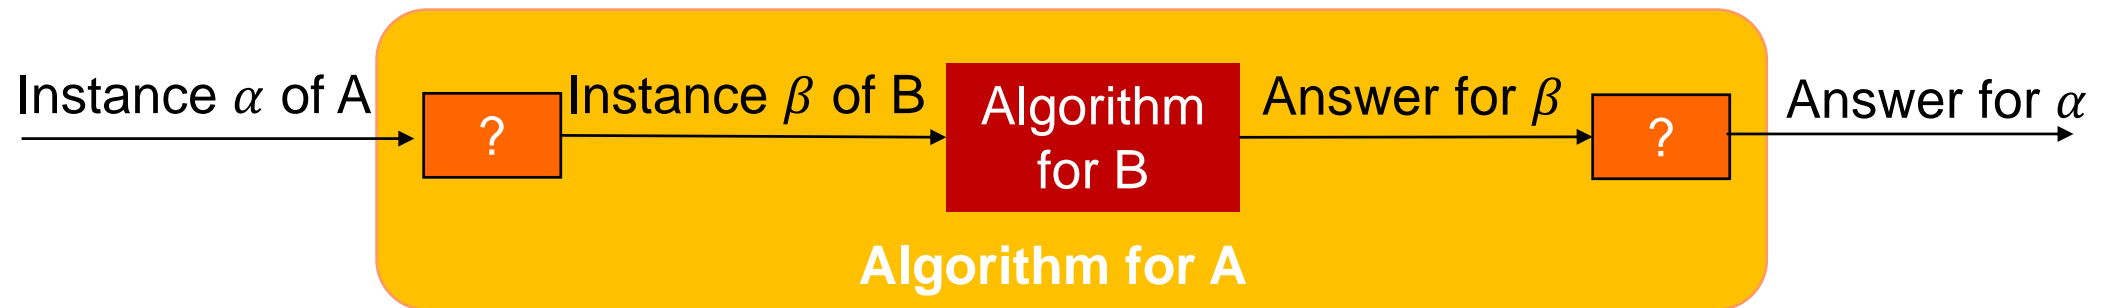 Instance 𝛼 of A
?
Instance 𝛽 of B
Algorithm
for B
Answer for 𝛽
?
Answer for 𝛼
Algorithm for A